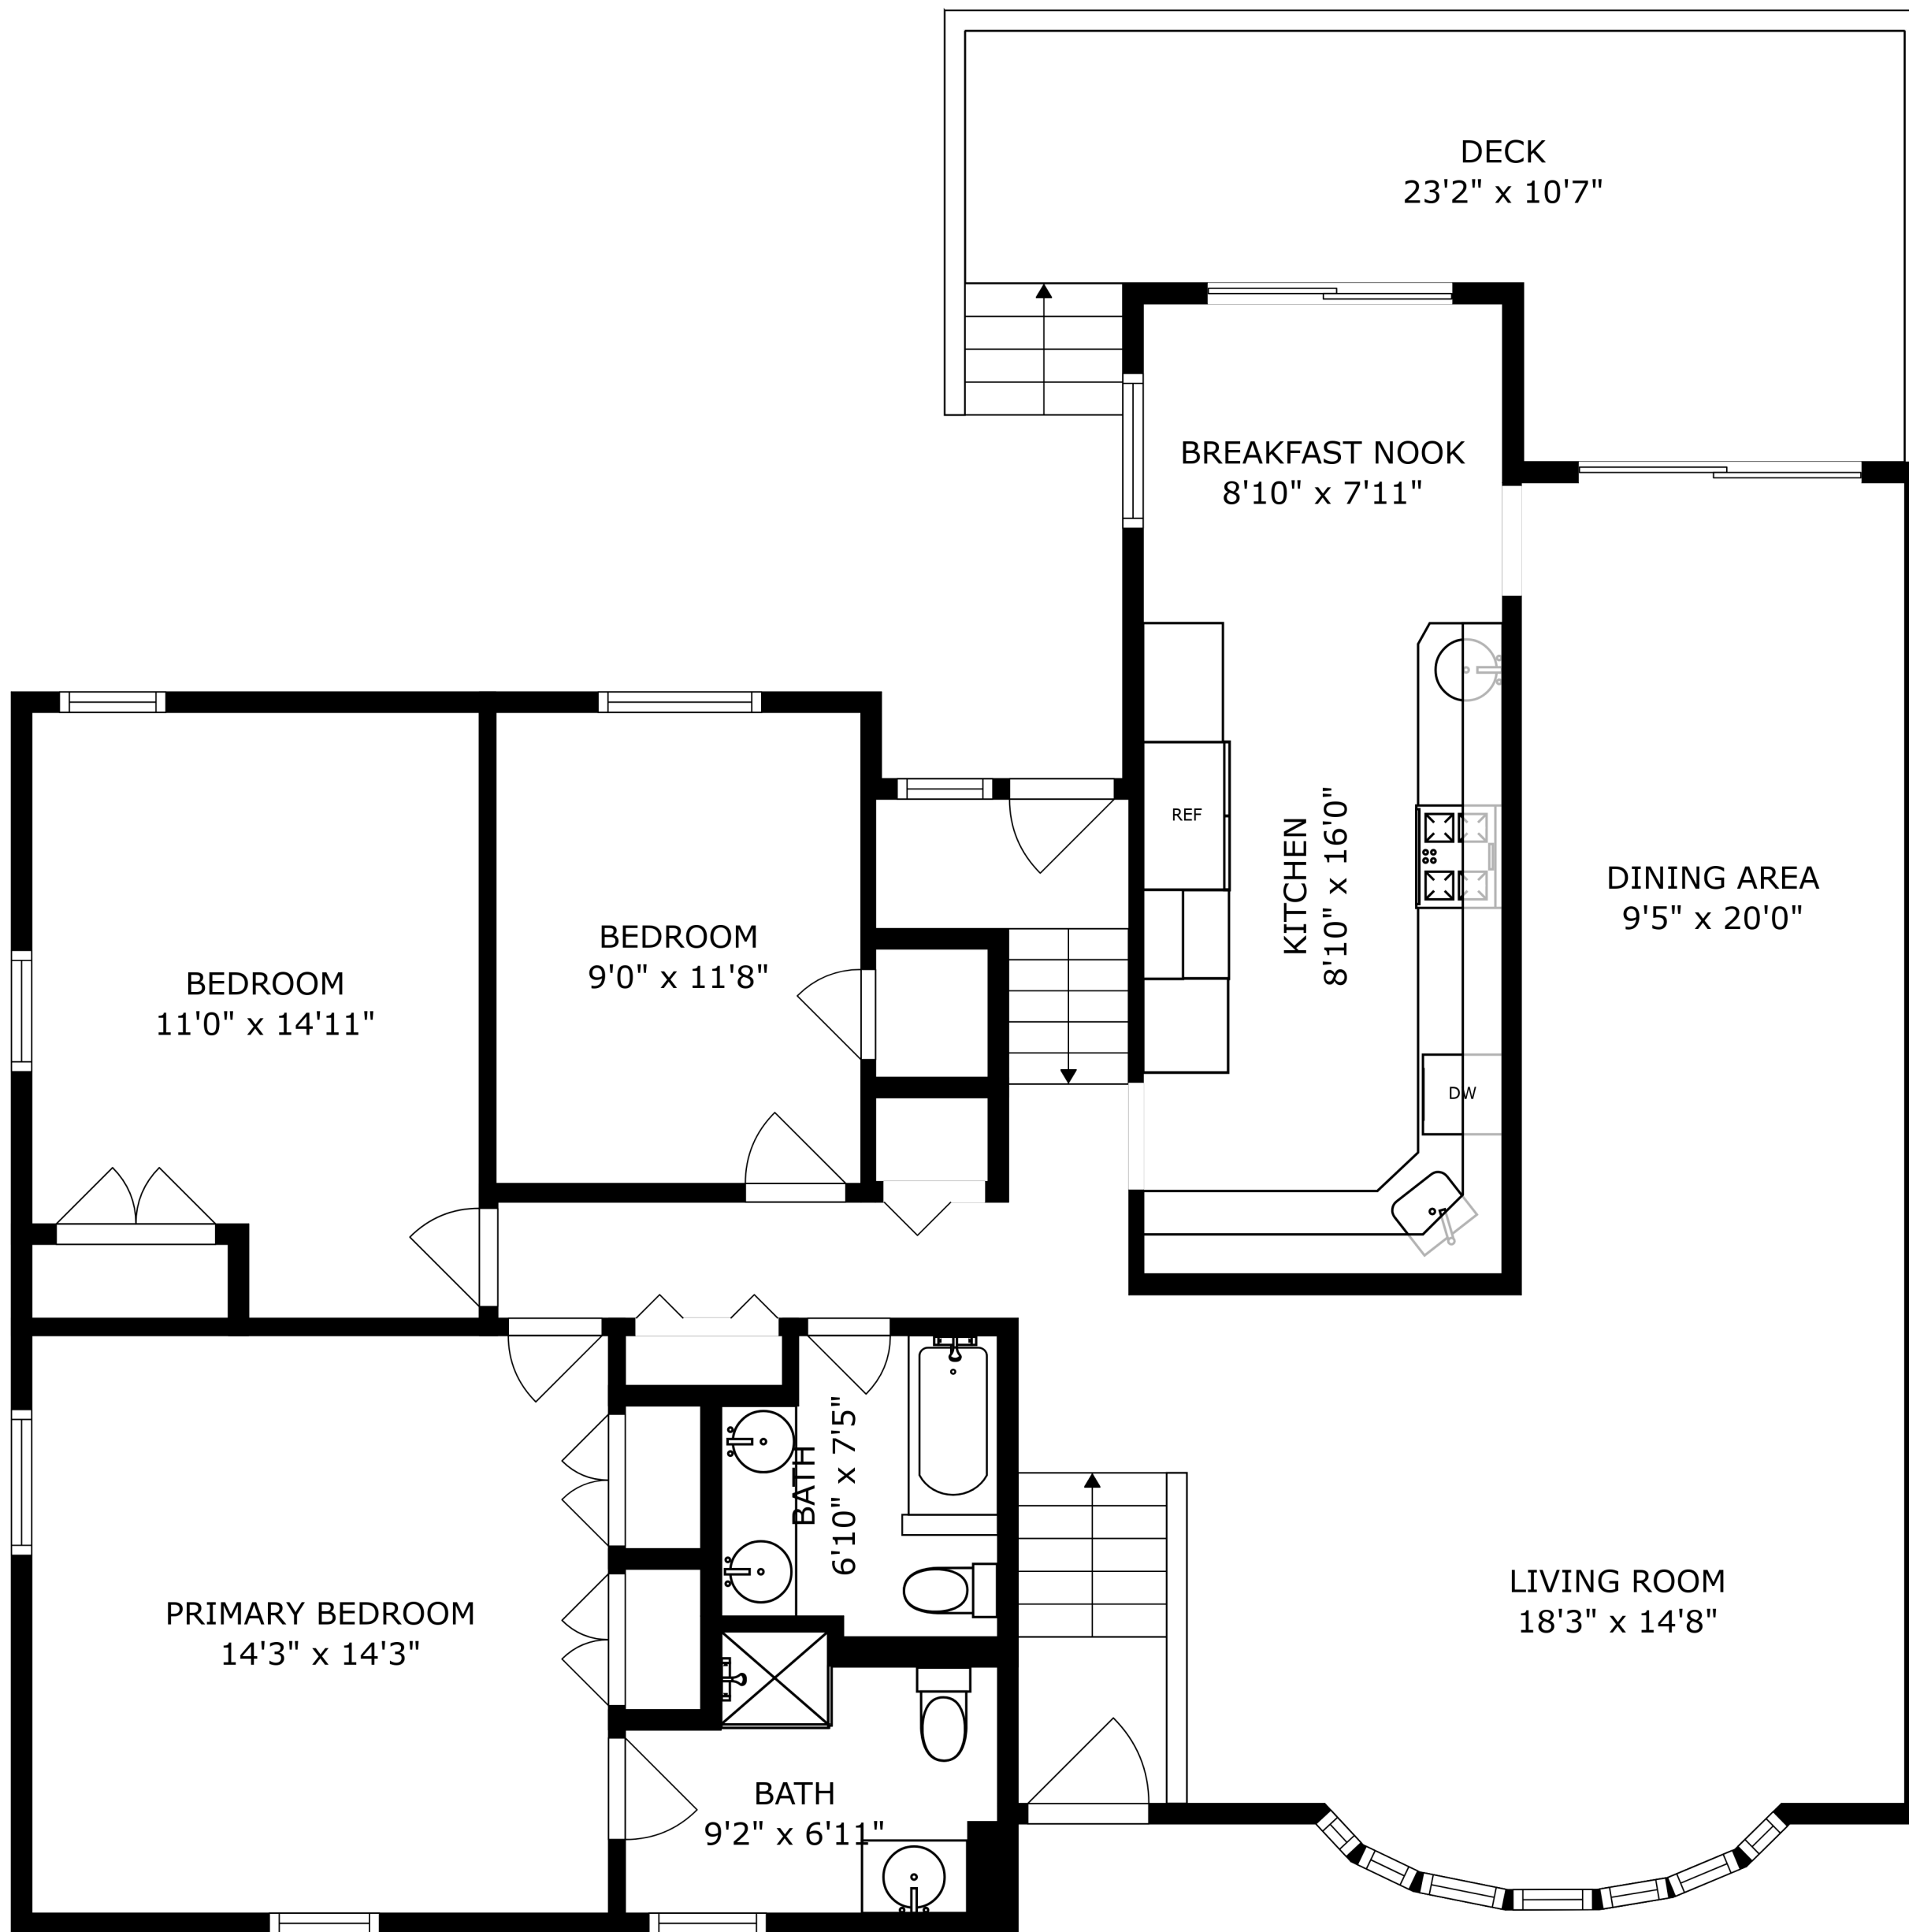 DECK
23'2" x 10'7"
BREAKFAST NOOK
8'10" x 7'11"
REF
KITCHEN
8'10" x 16'0"
DINING AREA
9'5" x 20'0"
BEDROOM
9'0" x 11'8"
BEDROOM
11'0" x 14'11"
DW
BATH
6'10" x 7'5"
LIVING ROOM
18'3" x 14'8"
PRIMARY BEDROOM
14'3" x 14'3"
BATH
9'2" x 6'11"